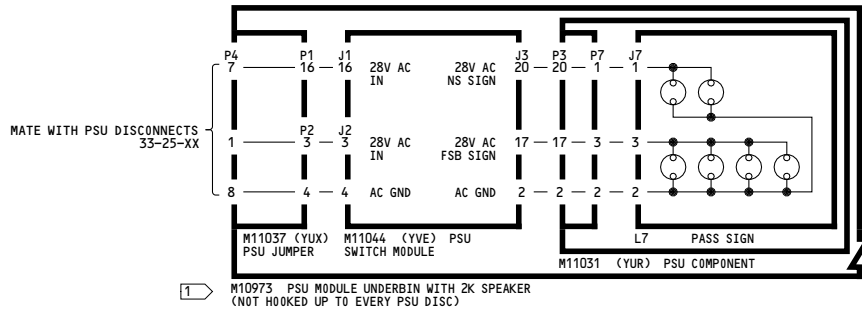 P4 P1 J1 J3 P3 P7 J7
7 16 16 28V AC IN 28V AC NS SIGN 20 20 1 1
MATE WITH PSU DISCONNECTS
33-25-XX
P2 J2
1 3 3 28V AC IN 28V AC FSB SIGN 17 17 3 3
8 4 4 AC GND AC GND 2 2 2 2
M11037 (YUX)
PSU JUMPER
M11044 (YVE) PSU
SWITCH MODULE
L7 PASS SIGN
M11031 (YUR) PSU COMPONENT
1 M10973 PSU MODULE UNDERBIN WITH 2K SPEAKER
(NOT HOOKED UP TO EVERY PSU DISC)